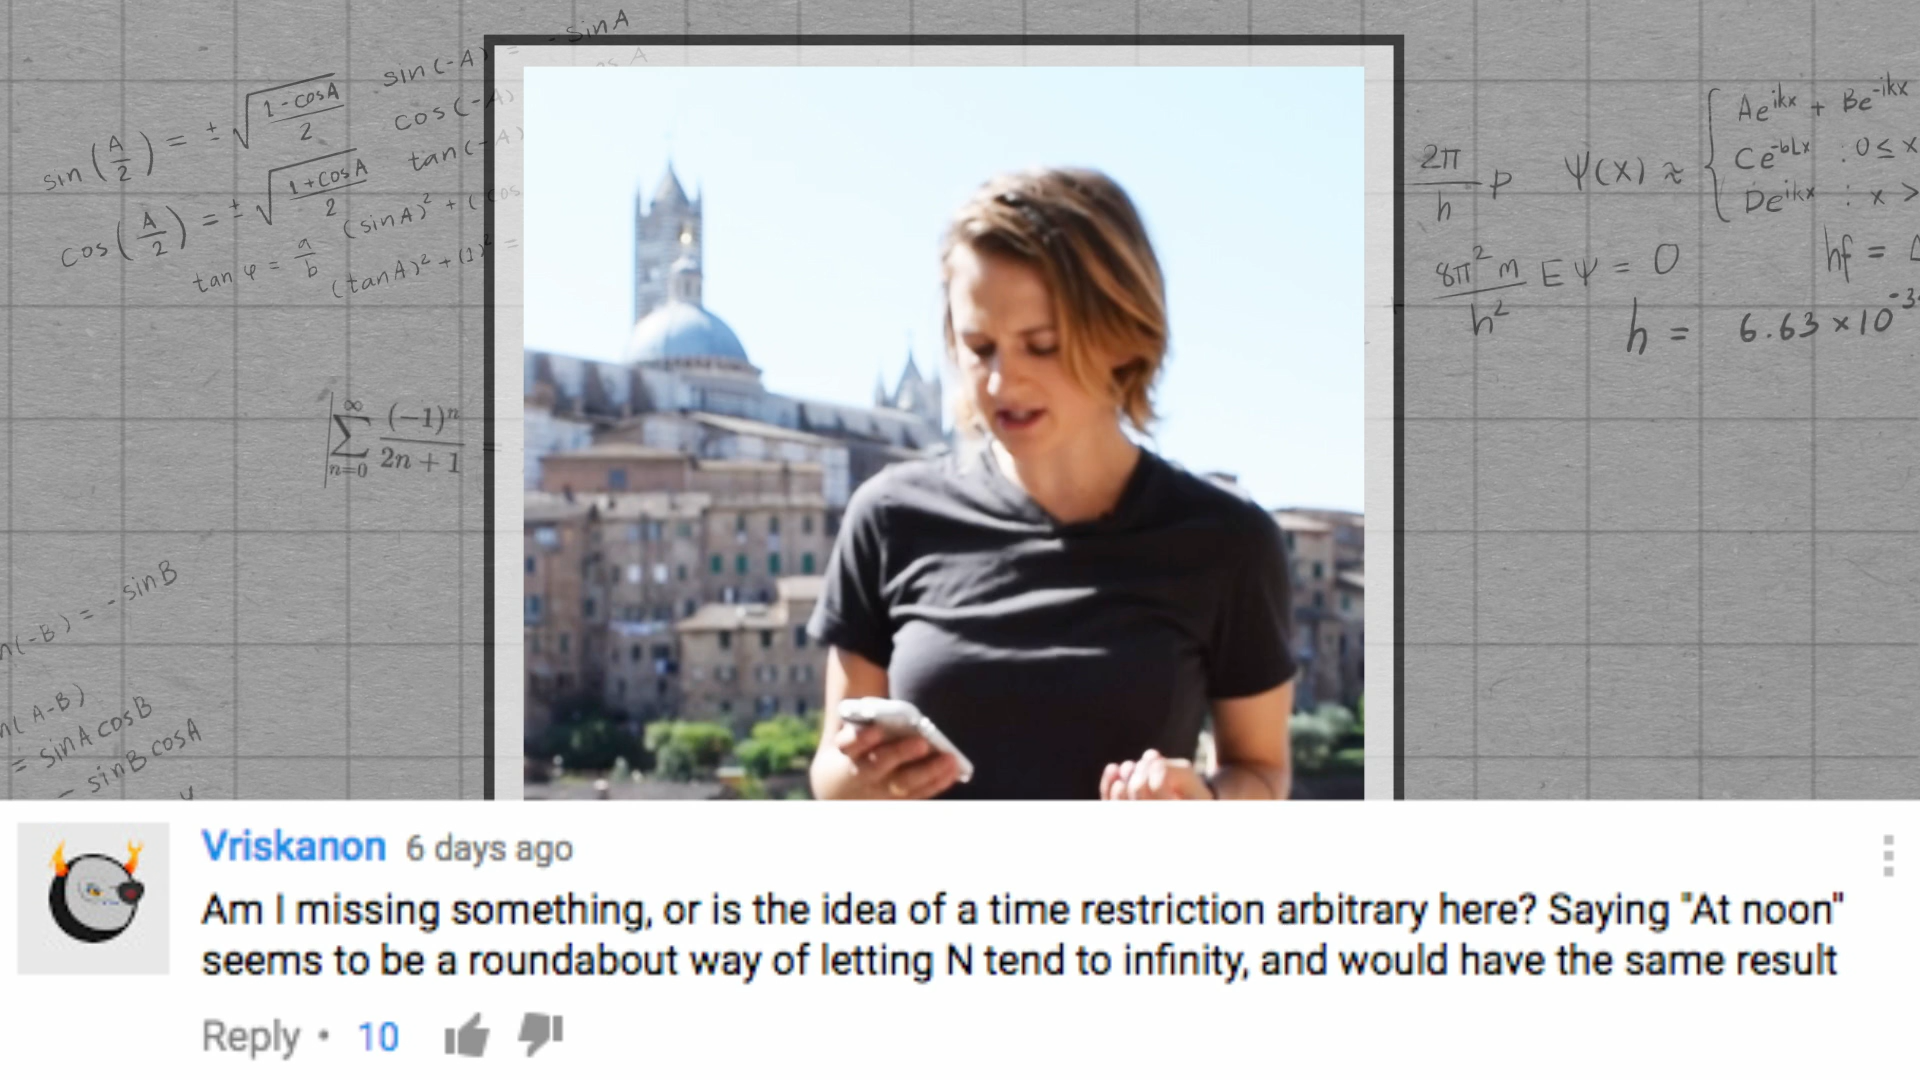 sin(A/2) = ± √(1-cosA/2)
cos(A/2) = ± √(1+cosA/2)
tan φ = a/b
sin(-A) = -sinA
cos(-A)
tan(-A)
(sinA)² + (cos
(tanA)² + (1)² =
∑ n=0 ∞ (-1)ⁿ / 2n + 1 =
(-B) = -sinB
(A-B)
= sinA cosB
- sinB cosA
2π/h p
Ψ(x) ≈ { Ae^ikx + Be^-ikx
: 0 ≤ x
De^ikx : x >
8π² m/h² E Ψ = 0
hf =
h = 6.63 × 10
Vriskanon 6 days ago
Am I missing something, or is the idea of a time restriction arbitrary here? Saying "At noon"
seems to be a roundabout way of letting N tend to infinity, and would have the same result
Reply • 10